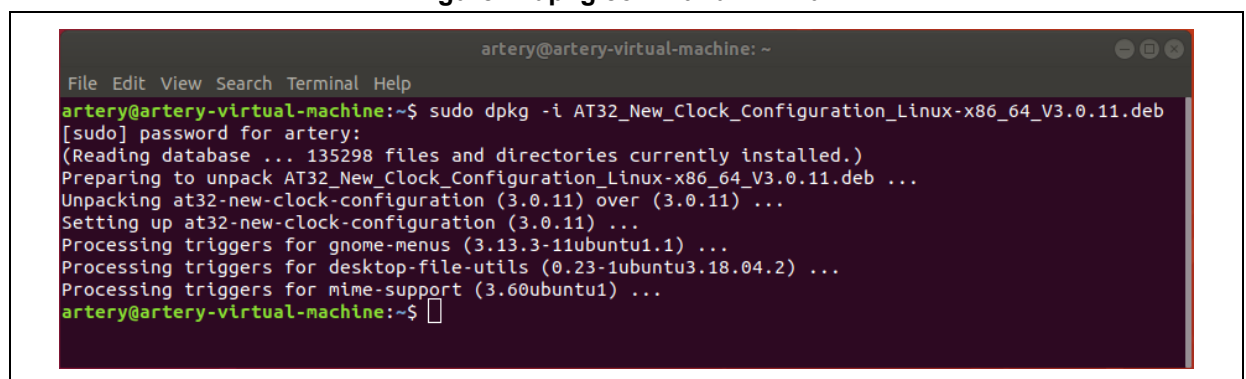 artery@artery-virtual-machine: ~
File Edit View Search Terminal Help
artery@artery-virtual-machine:~$ sudo dpkg -i AT32_New_Clock_Configuration_Linux-x86_64_V3.0.11.deb
[sudo] password for artery:
(Reading database ... 135298 files and directories currently installed.)
Preparing to unpack AT32_New_Clock_Configuration_Linux-x86_64_V3.0.11.deb ...
Unpacking at32-new-clock-configuration (3.0.11) over (3.0.11) ...
Setting up at32-new-clock-configuration (3.0.11) ...
Processing triggers for gnome-menus (3.13.3-11ubuntu1.1) ...
Processing triggers for desktop-file-utils (0.23-1ubuntu3.18.04.2) ...
Processing triggers for mime-support (3.60ubuntu1) ...
artery@artery-virtual-machine:~$